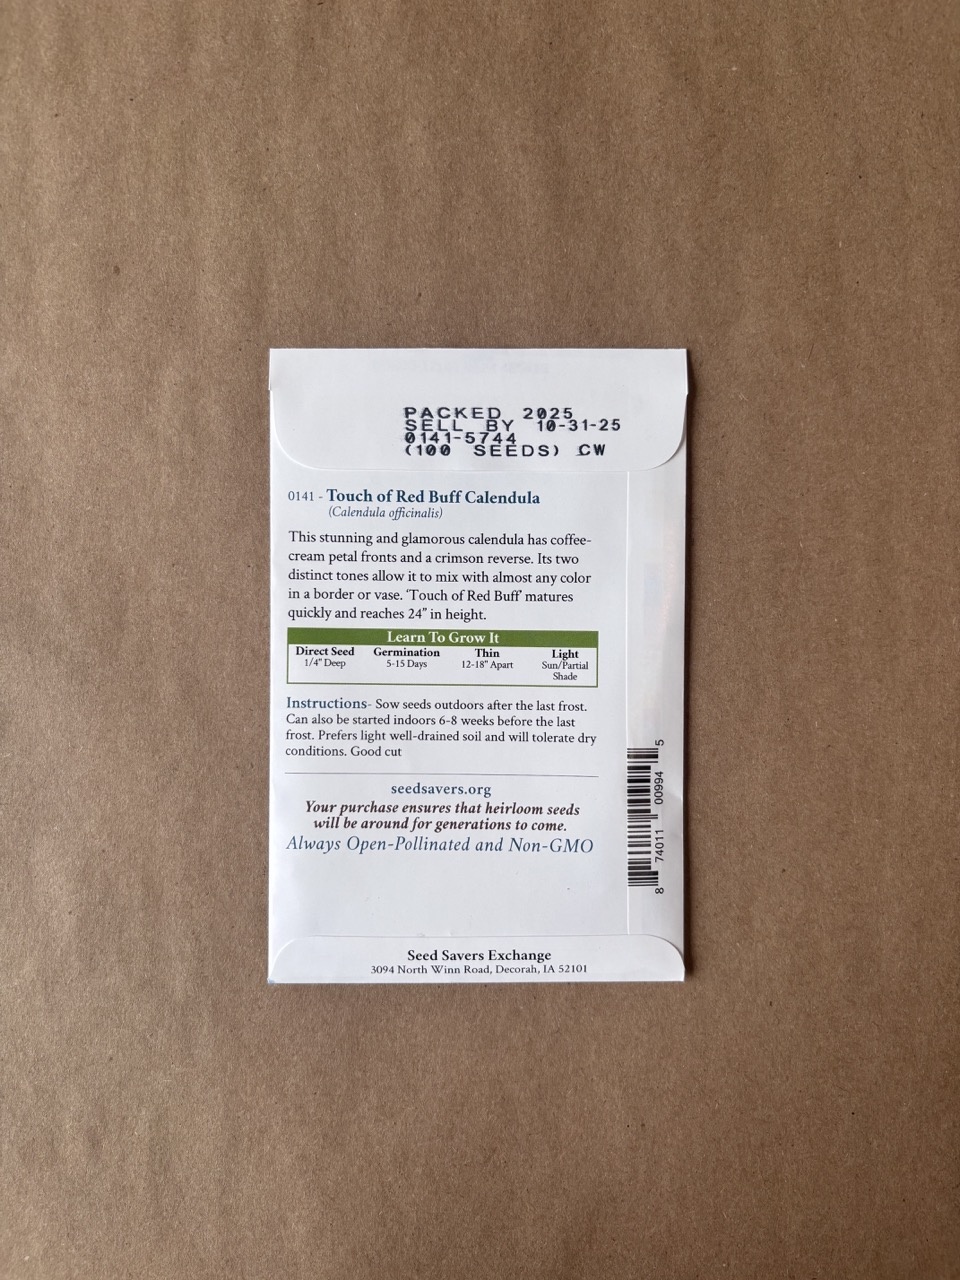 PACKED 2025
SELL BY 10-31-25
0141-5744
(100 SEEDS) CW
0141 - Touch of Red Buff Calendula
(Calendula officinalis)
This stunning and glamorous calendula has coffee-
cream petal fronts and a crimson reverse. Its two
distinct tones allow it to mix with almost any color
in a border or vase. 'Touch of Red Buff' matures
quickly and reaches 24" in height.
Learn To Grow It
Direct Seed Germination Thin Light
1/4" Deep 5-15 Days 12-18" Apart Sun/Partial
Shade
Instructions- Sow seeds outdoors after the last frost.
Can also be started indoors 6-8 weeks before the last
frost. Prefers light well-drained soil and will tolerate dry
conditions. Good cut
seedsavers.org
Your purchase ensures that heirloom seeds
will be around for generations to come.
Always Open-Pollinated and Non-GMO
8 74011 00994 5
Seed Savers Exchange
3094 North Winn Road, Decorah, IA 52101